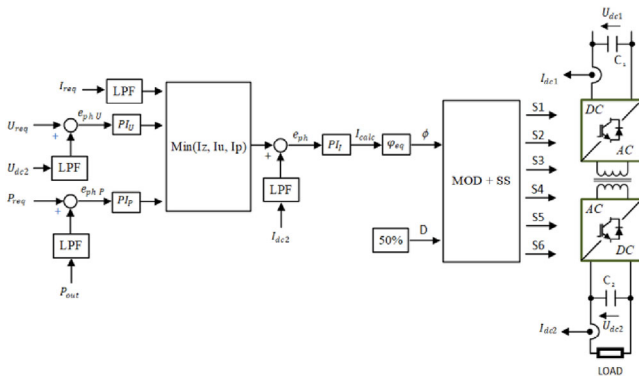 I_req
LPF
U_req
+
e_ph U
PI_U
U_dc2
LPF
P_req
+
e_ph P
PI_P
LPF
P_out
Min(Iz, Iu, Ip)
+
e_ph
PI_I
I_calc
φ_eq
ϕ
LPF
I_dc2
50%
D
MOD + SS
S1
S2
S3
S4
S5
S6
U_dc1
C₁
I_dc1
DC
AC
AC
DC
C₂
U_dc2
I_dc2
LOAD